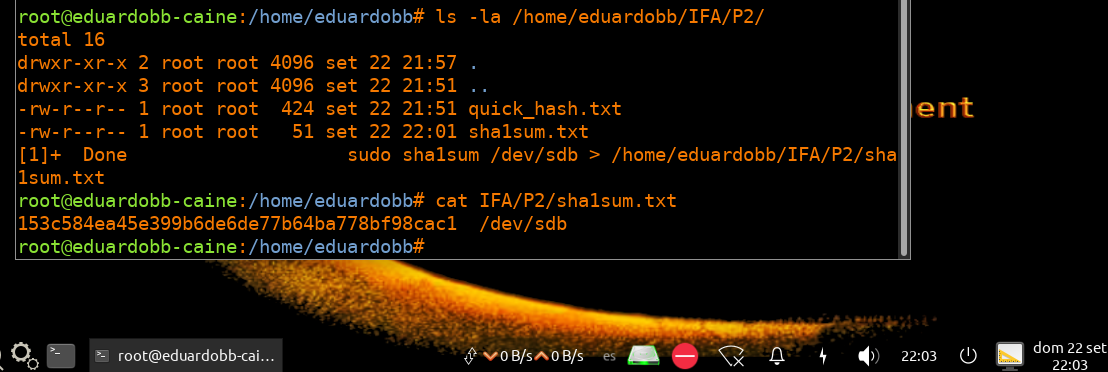 root@eduardobb-caine:/home/eduardobb# ls -la /home/eduardobb/IFA/P2/
total 16
drwxr-xr-x 2 root root 4096 set 22 21:57 .
drwxr-xr-x 3 root root 4096 set 22 21:51 ..
-rw-r--r-- 1 root root  424 set 22 21:51 quick_hash.txt
-rw-r--r-- 1 root root   51 set 22 22:01 sha1sum.txt
[1]+  Done                    sudo sha1sum /dev/sdb > /home/eduardobb/IFA/P2/sha
1sum.txt
root@eduardobb-caine:/home/eduardobb# cat IFA/P2/sha1sum.txt
153c584ea45e399b6de6de77b64ba778bf98cac1  /dev/sdb
root@eduardobb-caine:/home/eduardobb#
root@eduardobb-cai... 0 B/s 0 B/s es 22:03 dom 22 set
22:03